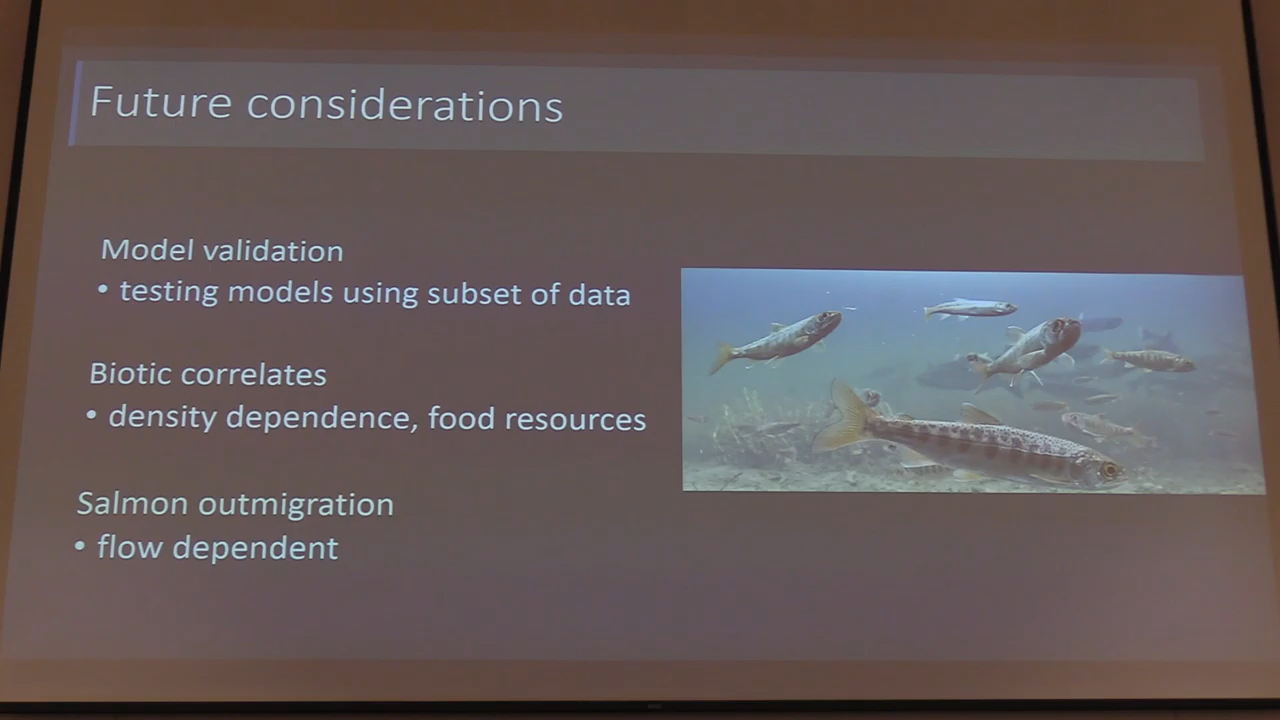 Future considerations
Model validation
• testing models using subset of data
Biotic correlates
• density dependence, food resources
Salmon outmigration
• flow dependent